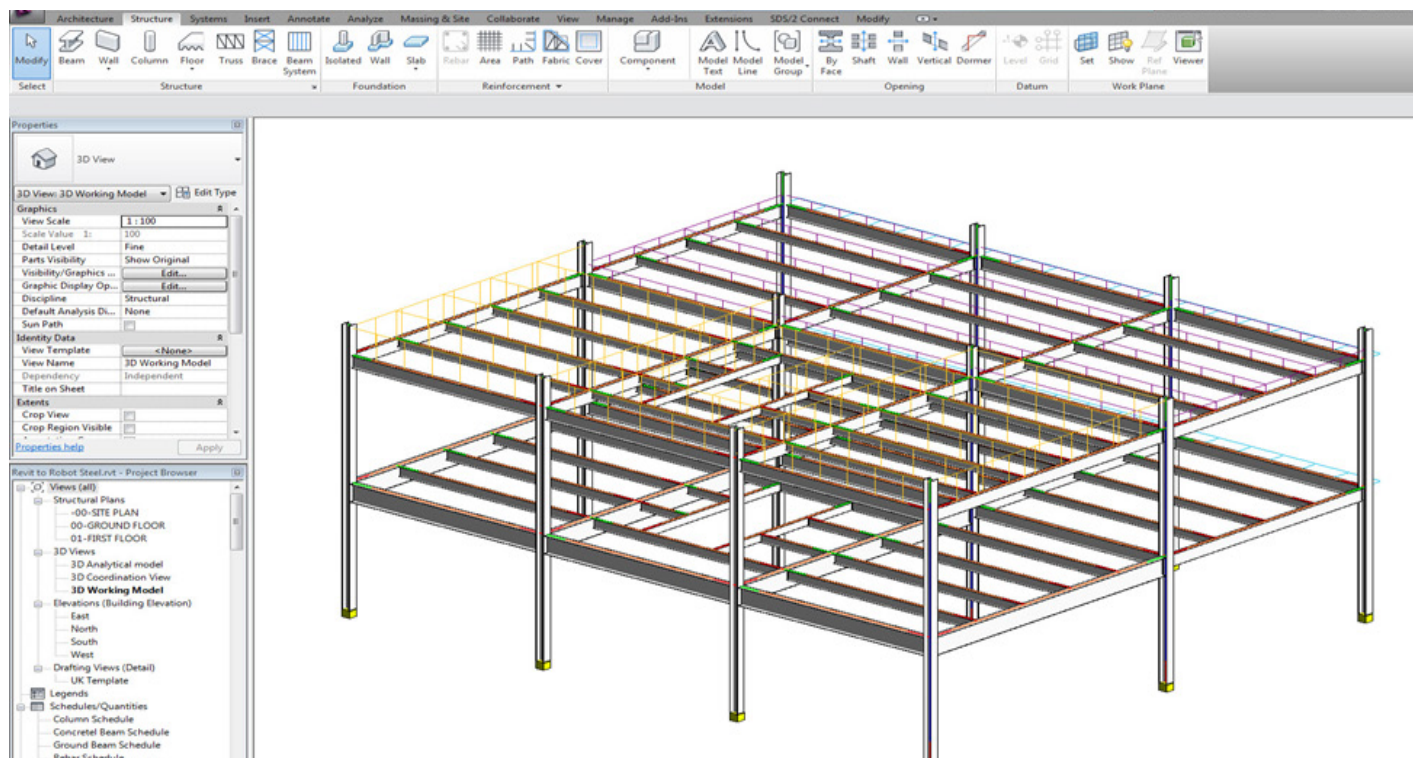 Architecture Structure Systems Insert Annotate Analyze Massing & Site Collaborate View Manage Add-Ins Extensions SDS/2 Connect Modify
Modify Beam Wall Column Floor Truss Brace Beam System Isolated Wall Slab Rebar Area Path Fabric Cover Component Model Text Model Line Model Group By Face Shaft Wall Vertical Dormer Level Grid Set Show Ref Plane Viewer
Select Structure Foundation Reinforcement Model Opening Datum Work Plane
Properties
3D View
3D View: 3D Working Model Edit Type
Graphics
View Scale 1 : 100
Scale Value 1: 100
Detail Level Fine
Parts Visibility Show Original
Visibility/Graphics ... Edit...
Graphic Display Op... Edit...
Discipline Structural
Default Analysis Di... None
Sun Path
Identity Data
View Template <None>
View Name 3D Working Model
Dependency Independent
Title on Sheet
Extents
Crop View
Crop Region Visible
Properties help Apply
Revit to Robot Steel.rvt - Project Browser
Views (all)
Structural Plans
-00-SITE PLAN
00-GROUND FLOOR
01-FIRST FLOOR
3D Views
3D Analytical model
3D Coordination View
3D Working Model
Elevations (Building Elevation)
East
North
South
West
Drafting Views (Detail)
UK Template
Legends
Schedules/Quantities
Column Schedule
Concretel Beam Schedule
Ground Beam Schedule
Rebar Schedule